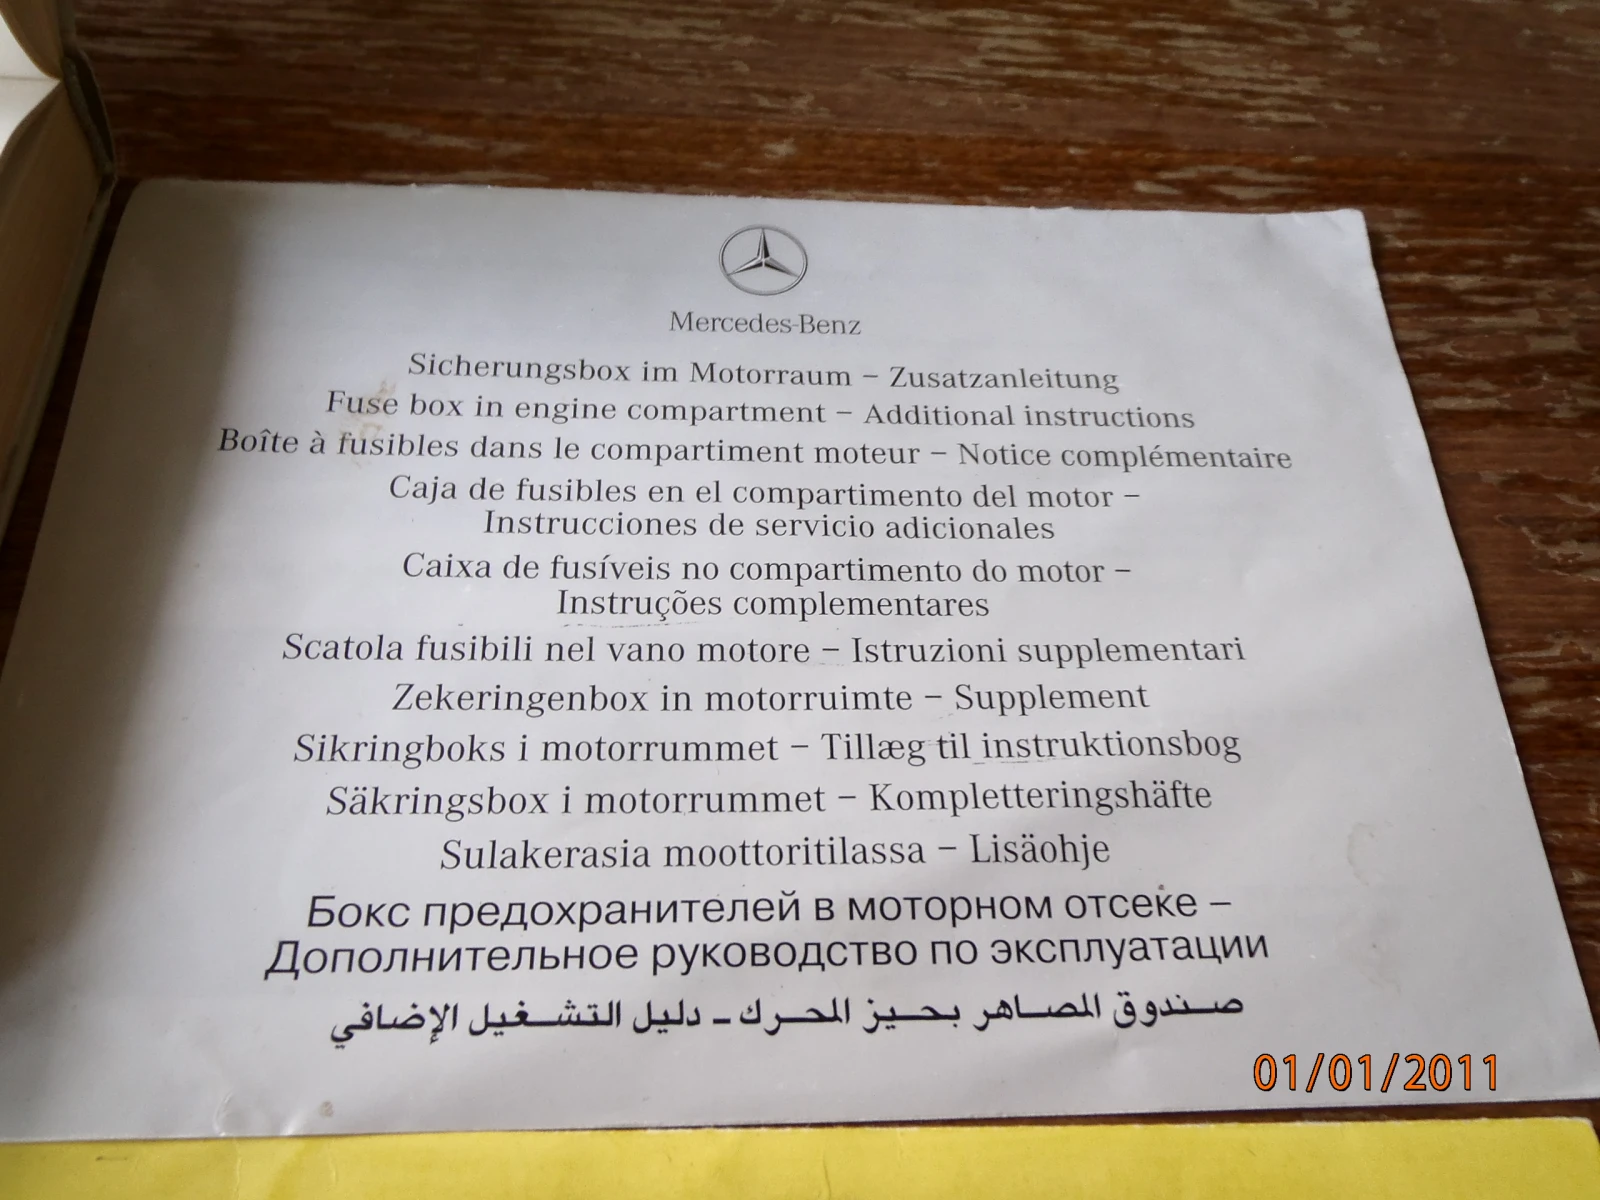 Mercedes-Benz
Sicherungsbox im Motorraum – Zusatzanleitung
Fuse box in engine compartment – Additional instructions
Boîte à fusibles dans le compartiment moteur – Notice complémentaire
Caja de fusibles en el compartimento del motor –
Instrucciones de servicio adicionales
Caixa de fusíveis no compartimento do motor –
Instruções complementares
Scatola fusibili nel vano motore – Istruzioni supplementari
Zekeringenbox in motorruimte – Supplement
Sikringboks i motorrummet – Tillæg til instruktionsbog
Säkringsbox i motorrummet – Kompletteringshäfte
Sulakerasia moottoritilassa – Lisäohje
Бокс предохранителей в моторном отсеке –
Дополнительное руководство по эксплуатации
صندوق المصاهر بحيز المحرك – دليل التشغيل الإضافي
01/01/2011